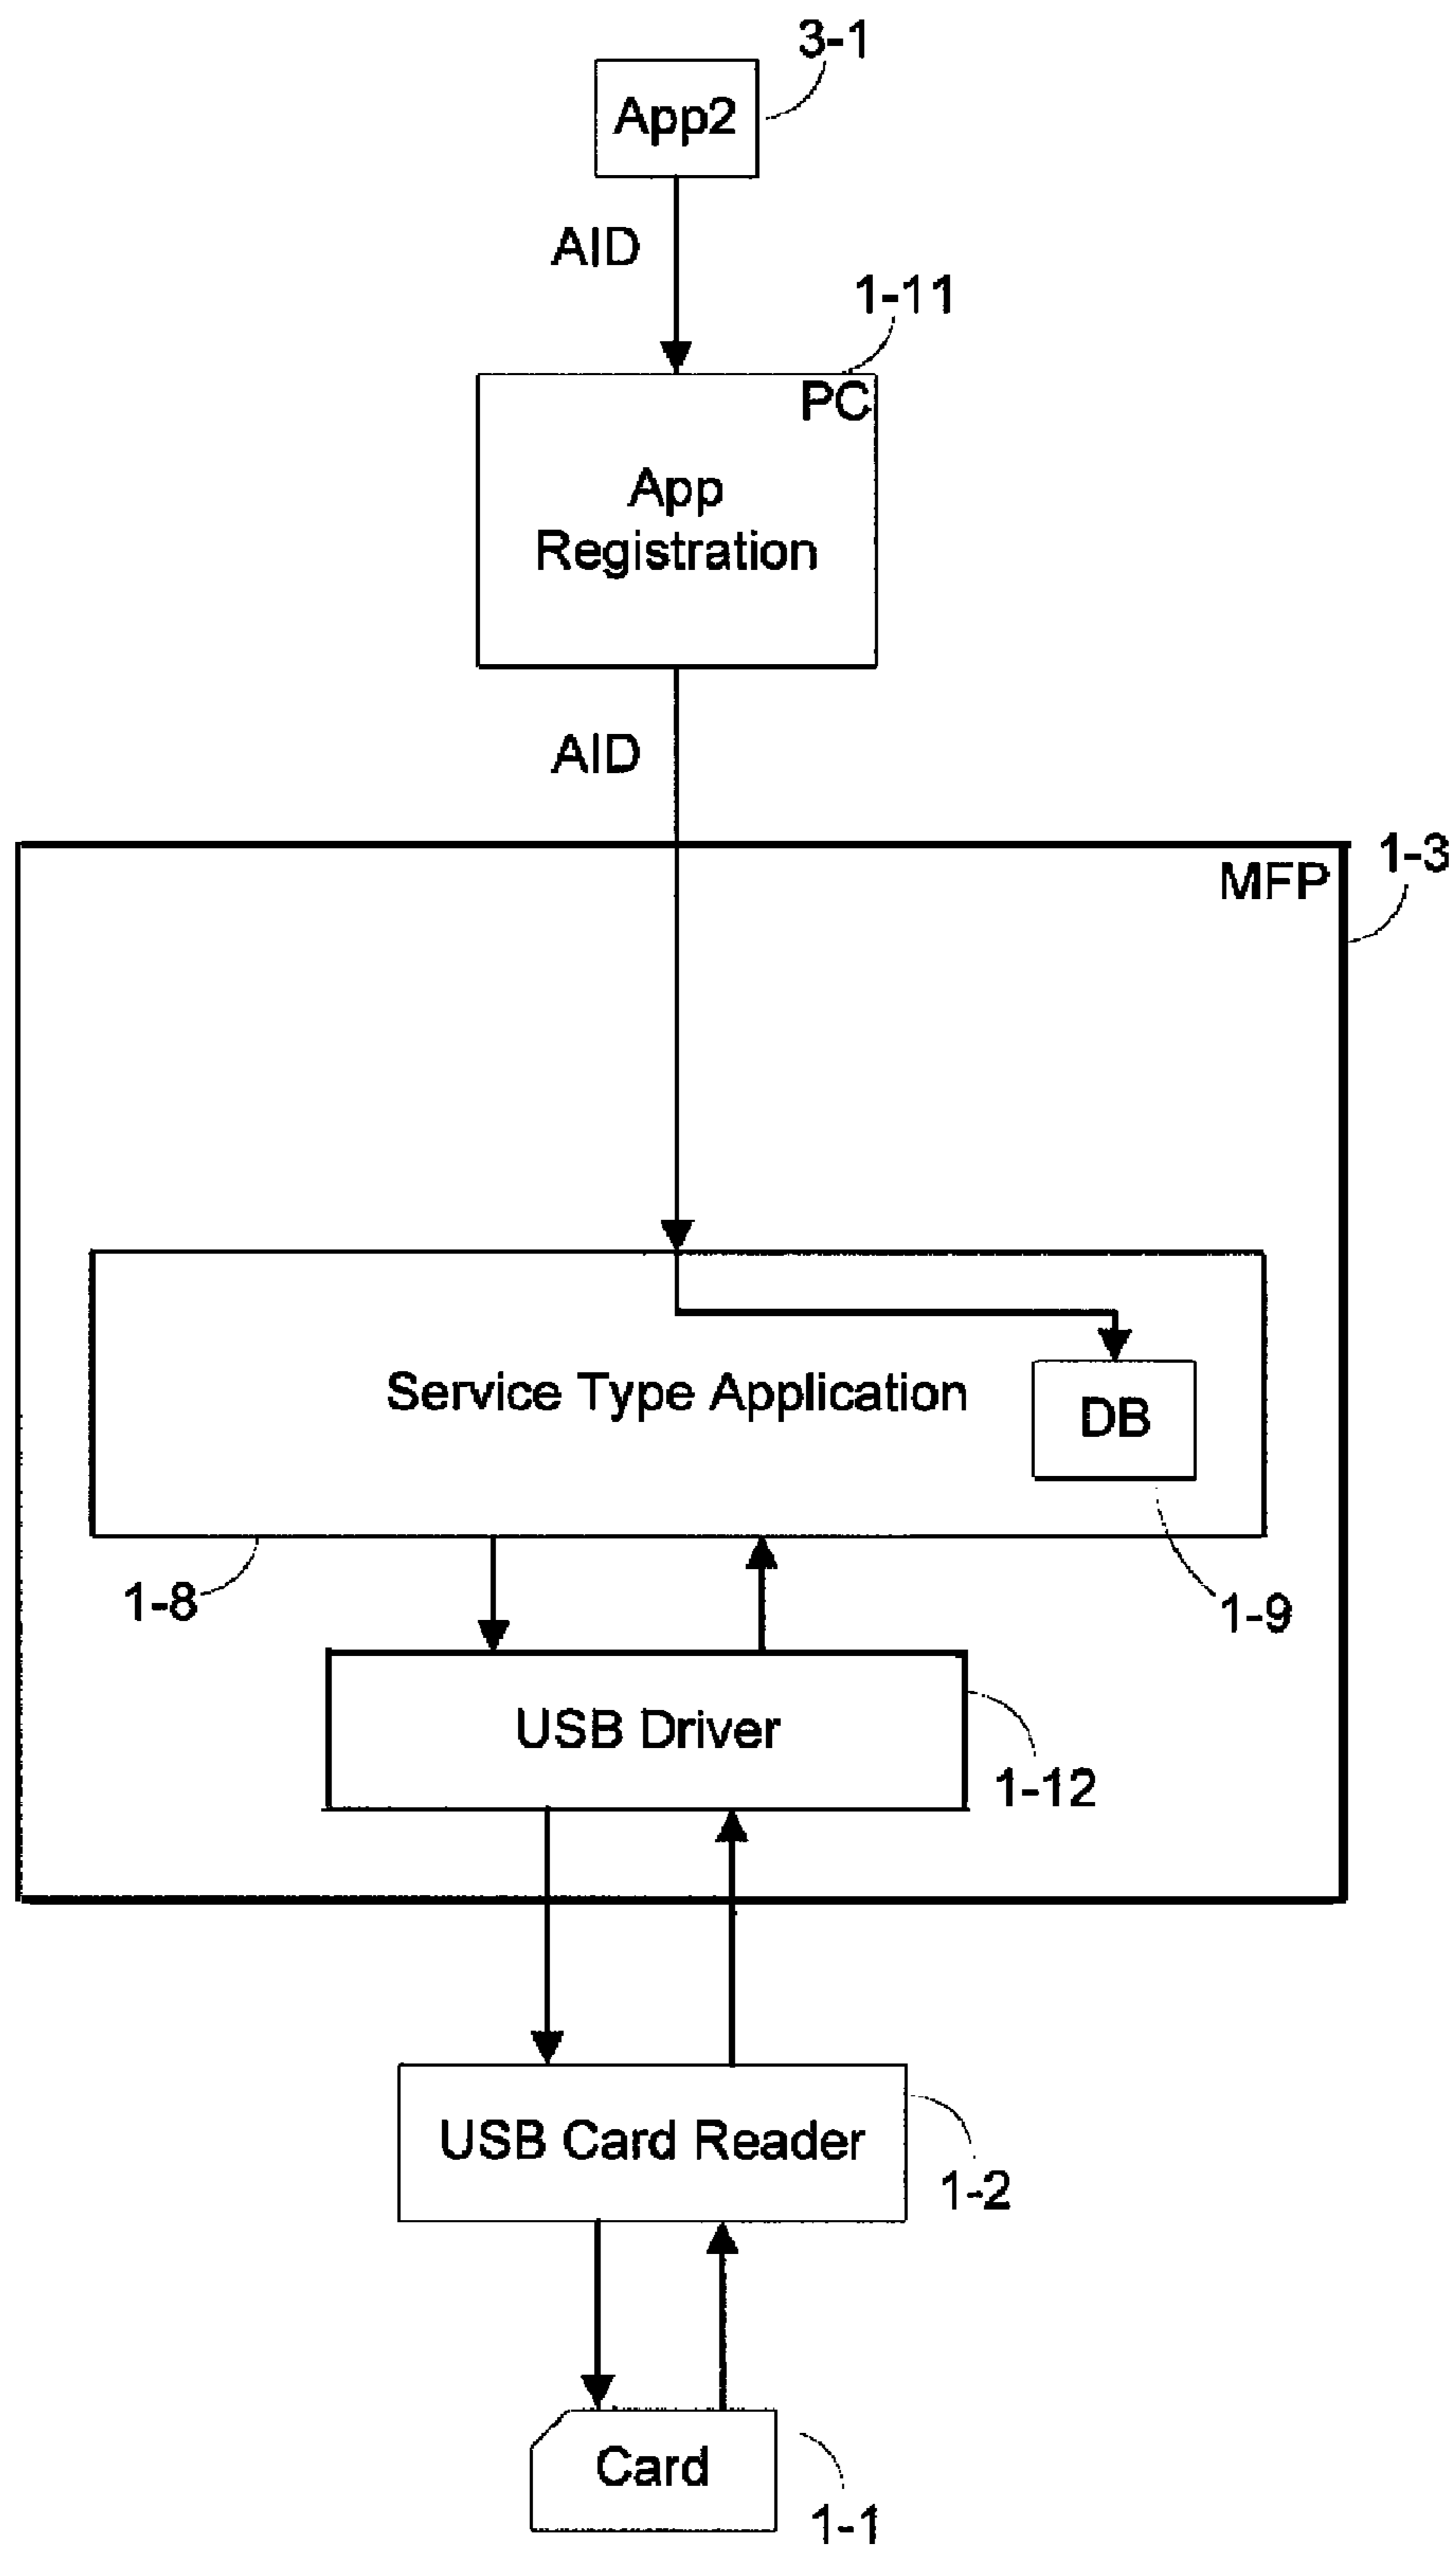 3-1
App2
AID
1-11
PC
App
Registration
AID
1-3
MFP
Service Type Application
DB
1-8
1-9
USB Driver
1-12
USB Card Reader
1-2
Card
1-1